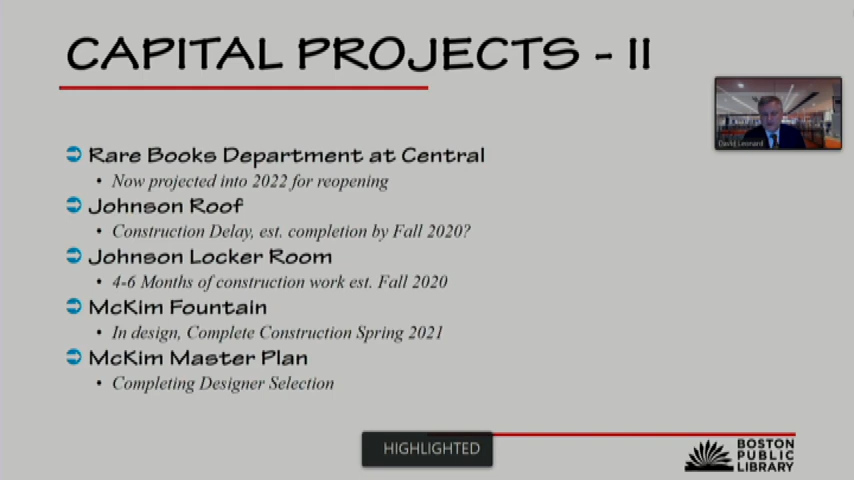 CAPITAL PROJECTS - II
David Leonard
Rare Books Department at Central
• Now projected into 2022 for reopening
Johnson Roof
• Construction Delay, est. completion by Fall 2020?
Johnson Locker Room
• 4-6 Months of construction work est. Fall 2020
McKim Fountain
• In design, Complete Construction Spring 2021
McKim Master Plan
• Completing Designer Selection
HIGHLIGHTED
BOSTON
PUBLIC
LIBRARY